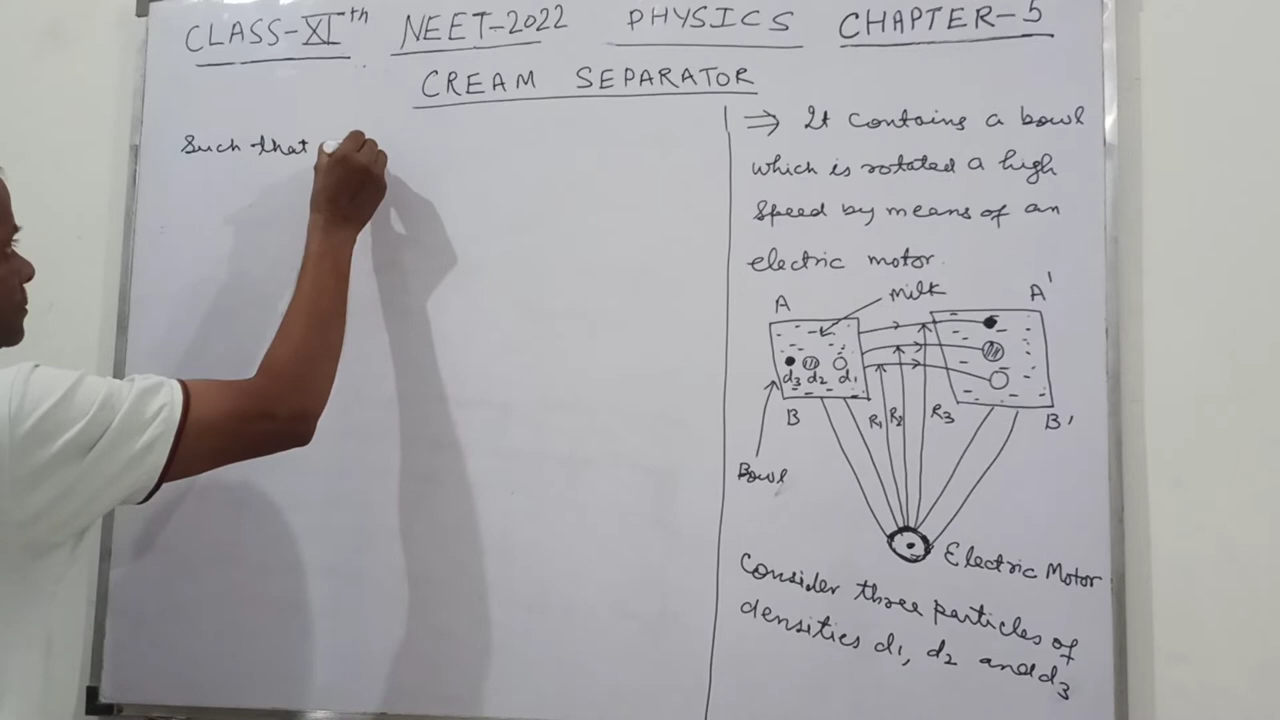 CLASS-XIth NEET-2022 PHYSICS CHAPTER-5
CREAM SEPARATOR
Such that
⇒ It contains a bowl
which is rotated a high
speed by means of an
electric motor.
A
milk
A'
d3 d2 d1
B
R1 R2 R3
B'
Bowl
Electric Motor
Consider three particles of
densities d1, d2 and d3